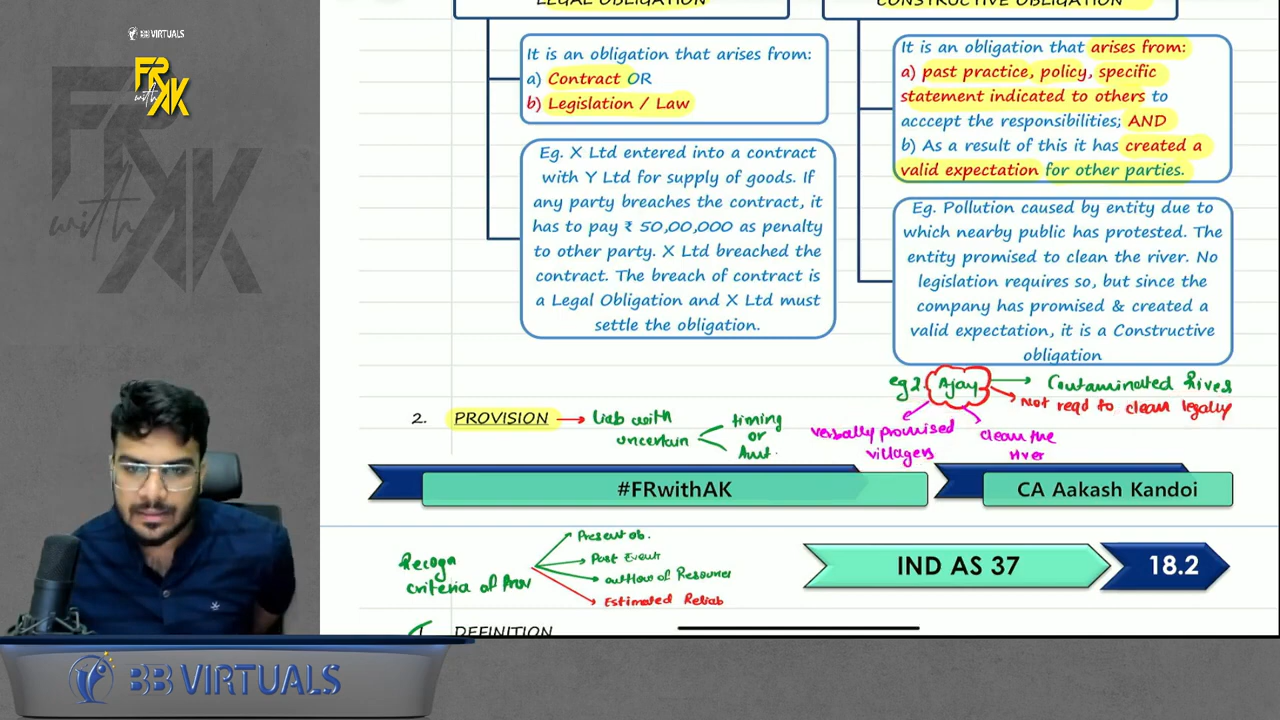 BB VIRTUALS
FR
with
AK
FR
with
AK
LEGAL OBLIGATION
It is an obligation that arises from:
a) Contract OR
b) Legislation / Law
Eg. X Ltd entered into a contract
with Y Ltd for supply of goods. If
any party breaches the contract, it
has to pay ₹ 50,00,000 as penalty
to other party. X Ltd breached the
contract. The breach of contract is
a Legal Obligation and X Ltd must
settle the obligation.
CONSTRUCTIVE OBLIGATION
It is an obligation that arises from:
a) past practice, policy, specific
statement indicated to others to
acccept the responsibilities; AND
b) As a result of this it has created a
valid expectation for other parties.
Eg. Pollution caused by entity due to
which nearby public has protested. The
entity promised to clean the river. No
legislation requires so, but since the
company has promised & created a
valid expectation, it is a Constructive
obligation
eg 2. Ajay Contaminated River
Not reqd to clean legally
verbally promised
villagers
clean the
river
2. PROVISION Liab with
uncertain
timing
or
Amt.
#FRwithAK
CA Aakash Kandoi
Recogn
criteria of Prov
Present ob.
Past Event
outflow of Resources
Estimated Reliab
IND AS 37
18.2
1. DEFINITION
BB VIRTUALS